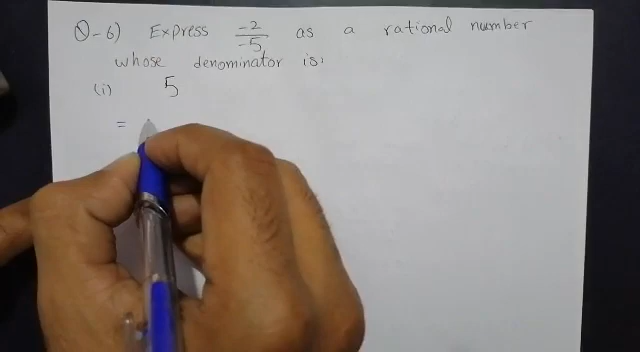 Q-6) Express -2/-5 as a rational number
whose denominator is:
(i) 5
=